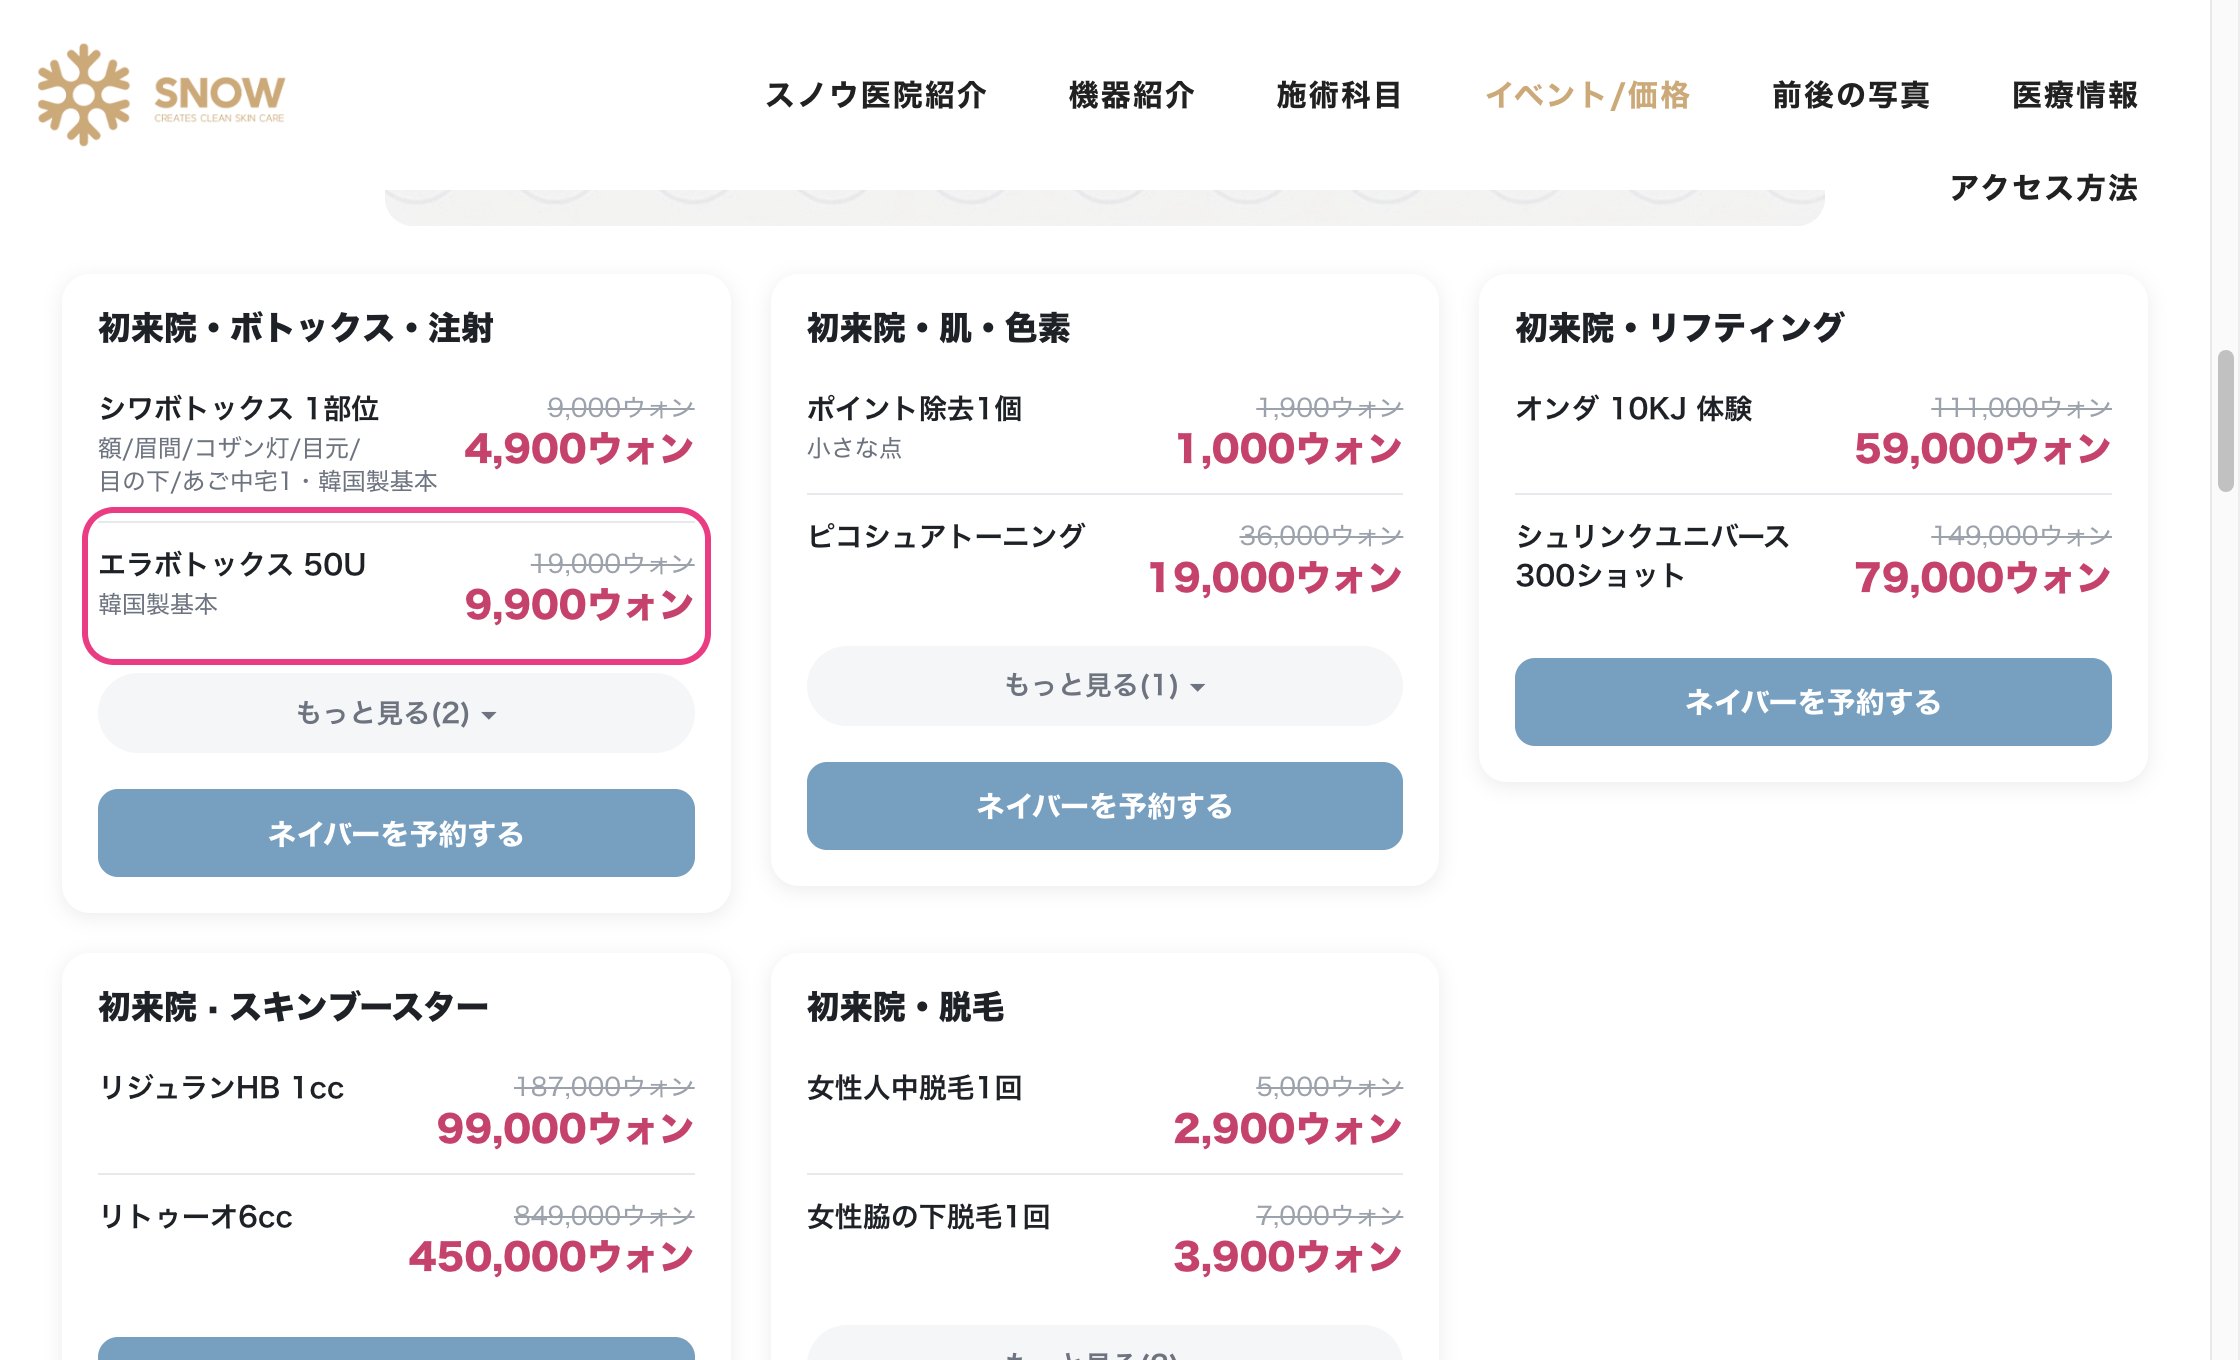 SNOW
CREATES CLEAN SKIN CARE
スノウ医院紹介
機器紹介
施術科目
イベント/価格
前後の写真
医療情報
アクセス方法
初来院・ボトックス・注射
シワボトックス 1部位
9,000ウォン
額/眉間/コザン灯/目元/
4,900ウォン
目の下/あご中宅1・韓国製基本
エラボトックス 50U
19,000ウォン
韓国製基本
9,900ウォン
もっと見る(2)
ネイバーを予約する
初来院・肌・色素
ポイント除去1個
1,900ウォン
小さな点
1,000ウォン
ピコシュアトーニング
36,000ウォン
19,000ウォン
もっと見る(1)
ネイバーを予約する
初来院・リフティング
オンダ 10KJ 体験
111,000ウォン
59,000ウォン
シュリンクユニバース
149,000ウォン
300ショット
79,000ウォン
ネイバーを予約する
初来院 · スキンブースター
リジュランHB 1cc
187,000ウォン
99,000ウォン
リトゥーオ6cc
849,000ウォン
450,000ウォン
初来院・脱毛
女性人中脱毛1回
5,000ウォン
2,900ウォン
女性脇の下脱毛1回
7,000ウォン
3,900ウォン